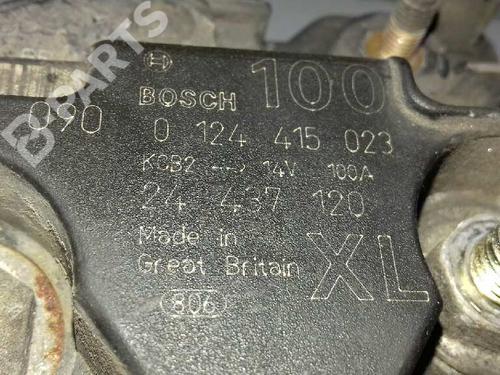 B PARTS
BOSCH 100
090 0 124 415 023
KCB2 --> 14V 100A
24 437 120
Made in
Great Britain XL
806